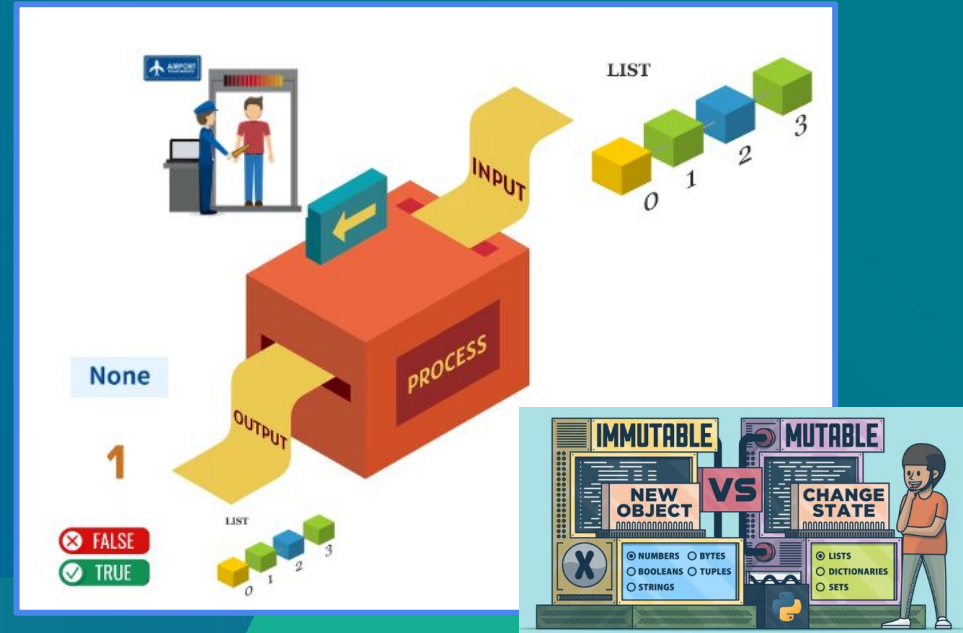 AIRPORT
LIST
0
1
2
3
INPUT
PROCESS
OUTPUT
None
1
FALSE
TRUE
LIST
0
1
2
3
IMMUTABLE
VS
MUTABLE
NEW
OBJECT
CHANGE
STATE
X
NUMBERS
BYTES
BOOLEANS
TUPLES
STRINGS
LISTS
DICTIONARIES
SETS